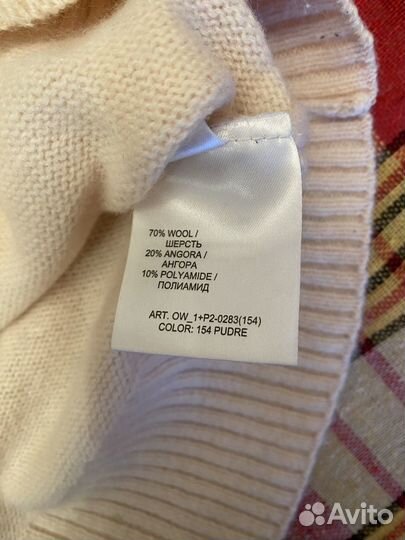 70% WOOL /
ШЕРСТЬ
20% ANGORA /
АНГОРА
10% POLYAMIDE /
ПОЛИАМИД
ART. OW_1+P2-0283(154)
COLOR: 154 PUDRE
Avito